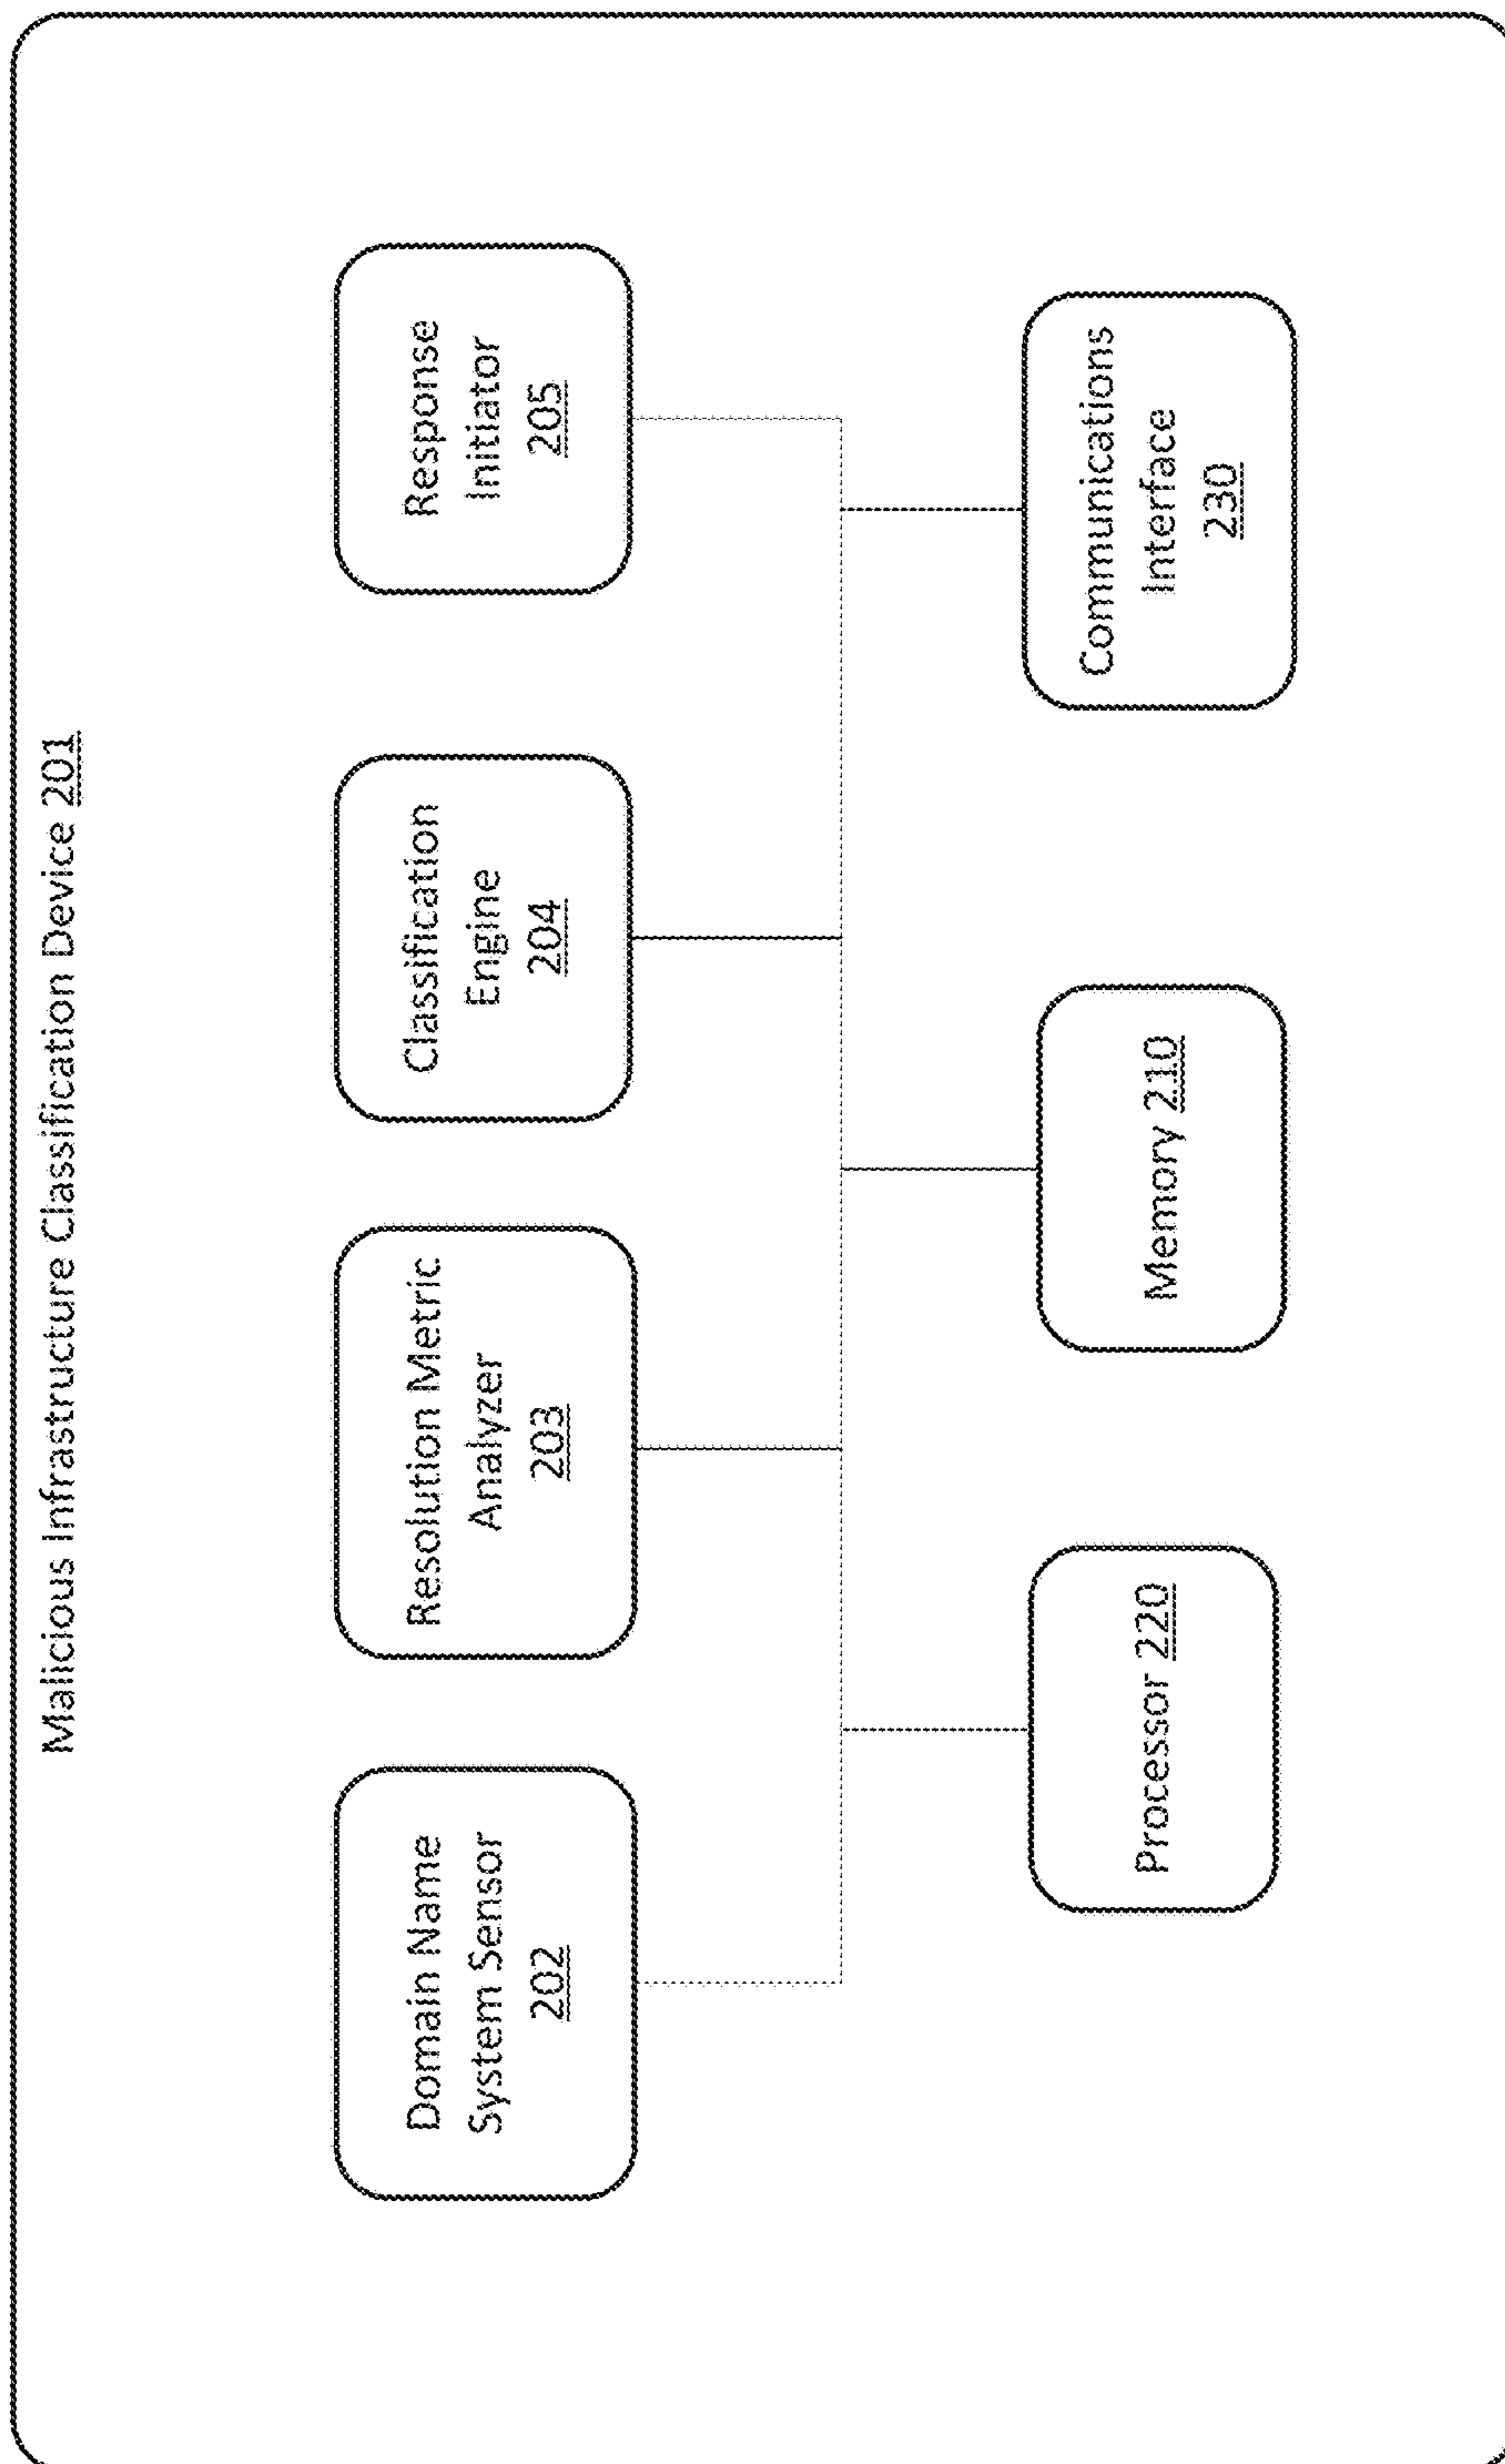 Malicious Infrastructure Classification Device 201
Domain Name
System Sensor
202
Resolution Metric
Analyzer
203
Classification
Engine
204
Response
Initiator
205
Processor 220
Memory 210
Communications
Interface
230